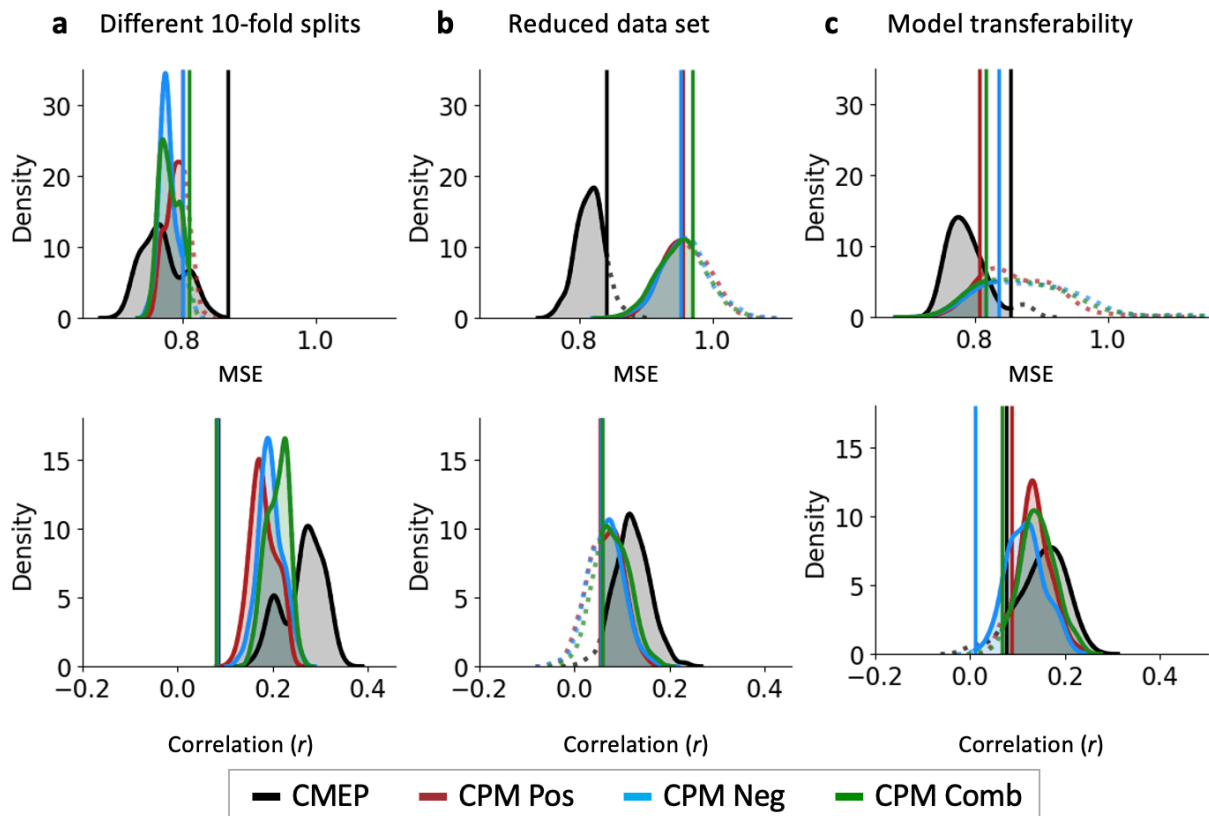 a Different 10-fold splits
b Reduced data set
c Model transferability
Density
30
20
10
0
0.8 1.0
MSE
Density
30
20
10
0
0.8 1.0
MSE
Density
30
20
10
0
0.8 1.0
MSE
Density
15
10
5
0
−0.2 0.0 0.2 0.4
Correlation (r)
Density
15
10
5
0
−0.2 0.0 0.2 0.4
Correlation (r)
Density
15
10
5
0
−0.2 0.0 0.2 0.4
Correlation (r)
CMEP CPM Pos CPM Neg CPM Comb